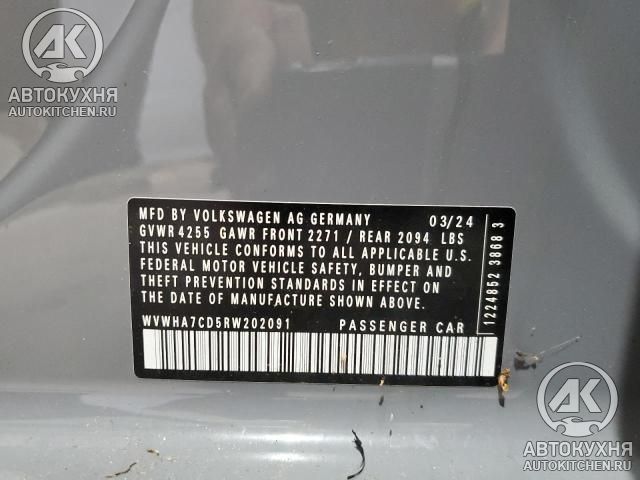 АК
АВТОКУХНЯ
AUTOKITCHEN.RU
MFD BY VOLKSWAGEN AG GERMANY 03/24
GVWR 4255 GAWR FRONT 2271 / REAR 2094 LBS
THIS VEHICLE CONFORMS TO ALL APPLICABLE U.S.
FEDERAL MOTOR VEHICLE SAFETY, BUMPER AND
THEFT PREVENTION STANDARDS IN EFFECT ON
THE DATE OF MANUFACTURE SHOWN ABOVE.
WVWHA7CD5RW202091 PASSENGER CAR
1224852 3868 3
АК
АВТОКУХНЯ
AUTOKITCHEN.RU